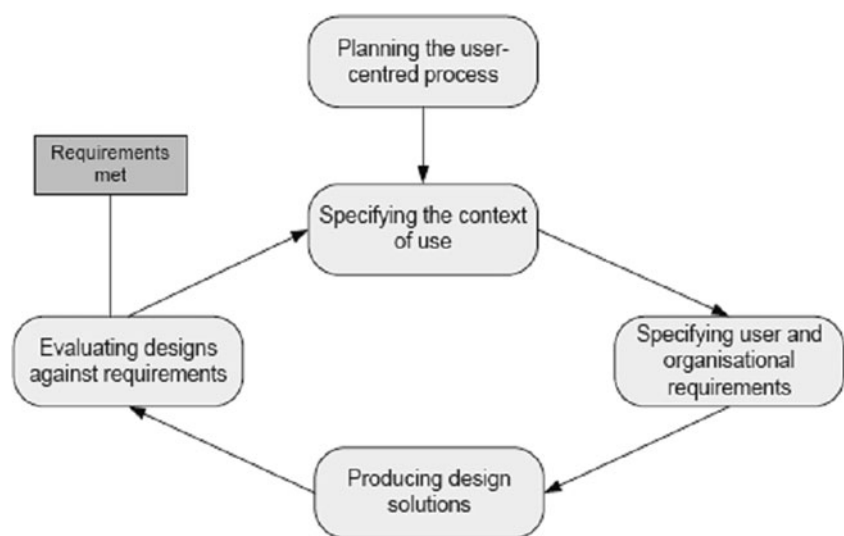 Planning the user-
centred process
Requirements
met
Specifying the context
of use
Evaluating designs
against requirements
Specifying user and
organisational
requirements
Producing design
solutions